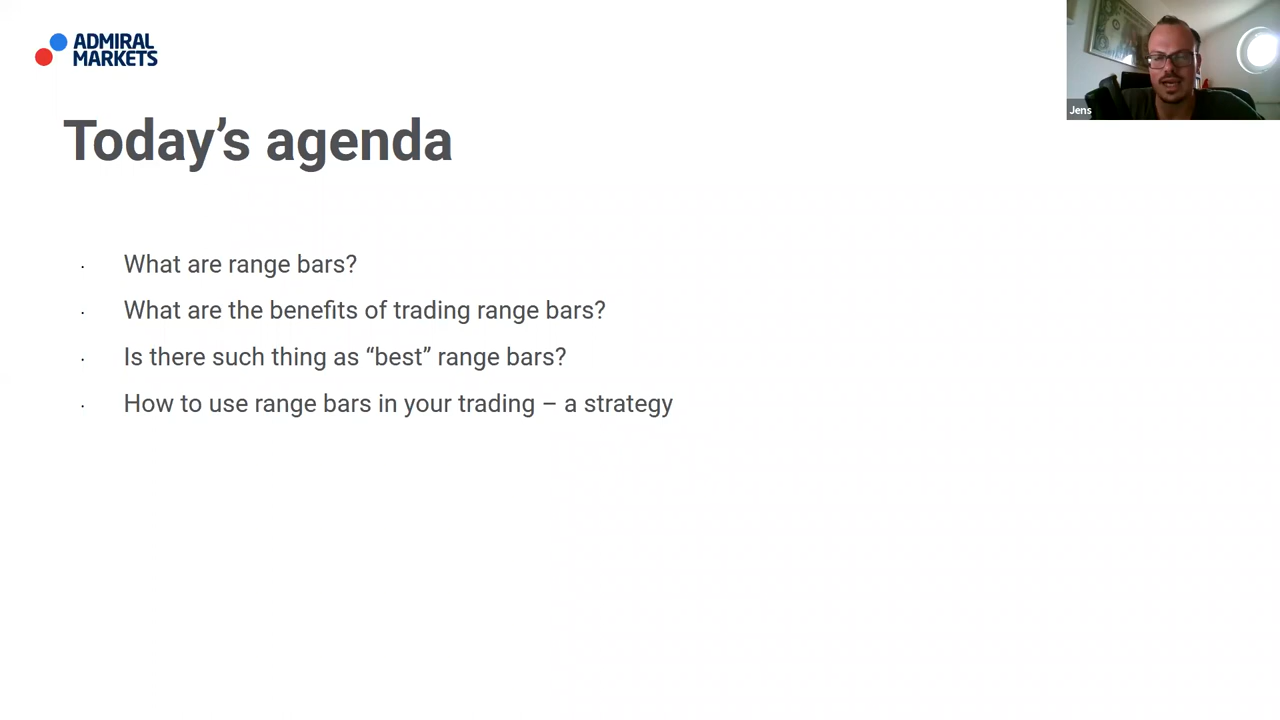 ADMIRAL
MARKETS
Jens
Today’s agenda
· What are range bars?
· What are the benefits of trading range bars?
· Is there such thing as “best” range bars?
· How to use range bars in your trading – a strategy